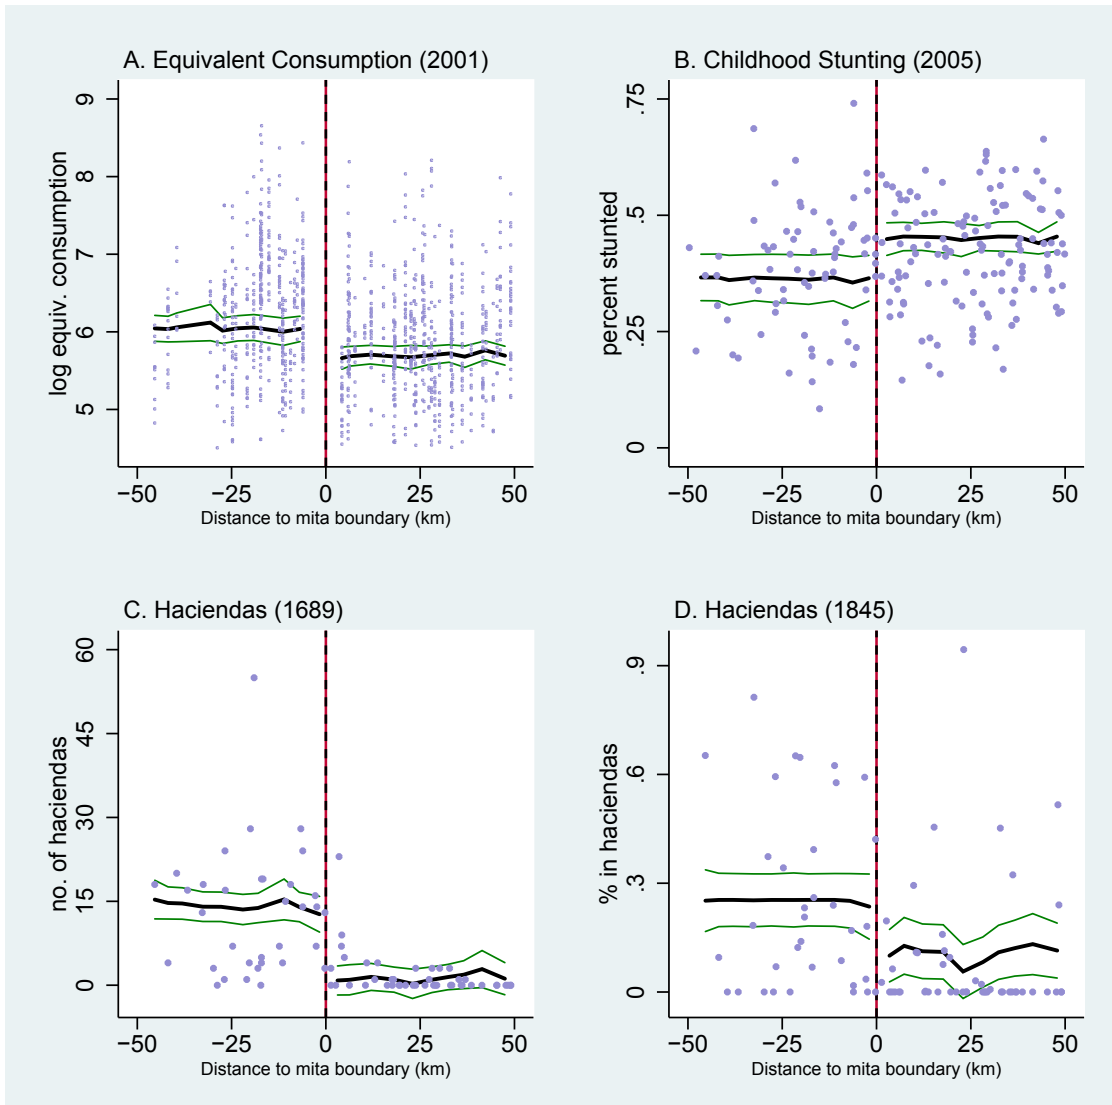 A. Equivalent Consumption (2001)
log equiv. consumption
9
8
7
6
5
−50 −25 0 25 50
Distance to mita boundary (km)
B. Childhood Stunting (2005)
percent stunted
.75
.5
.25
0
−50 −25 0 25 50
Distance to mita boundary (km)
C. Haciendas (1689)
no. of haciendas
60
45
30
15
0
−50 −25 0 25 50
Distance to mita boundary (km)
D. Haciendas (1845)
% in haciendas
.9
.6
.3
0
−50 −25 0 25 50
Distance to mita boundary (km)